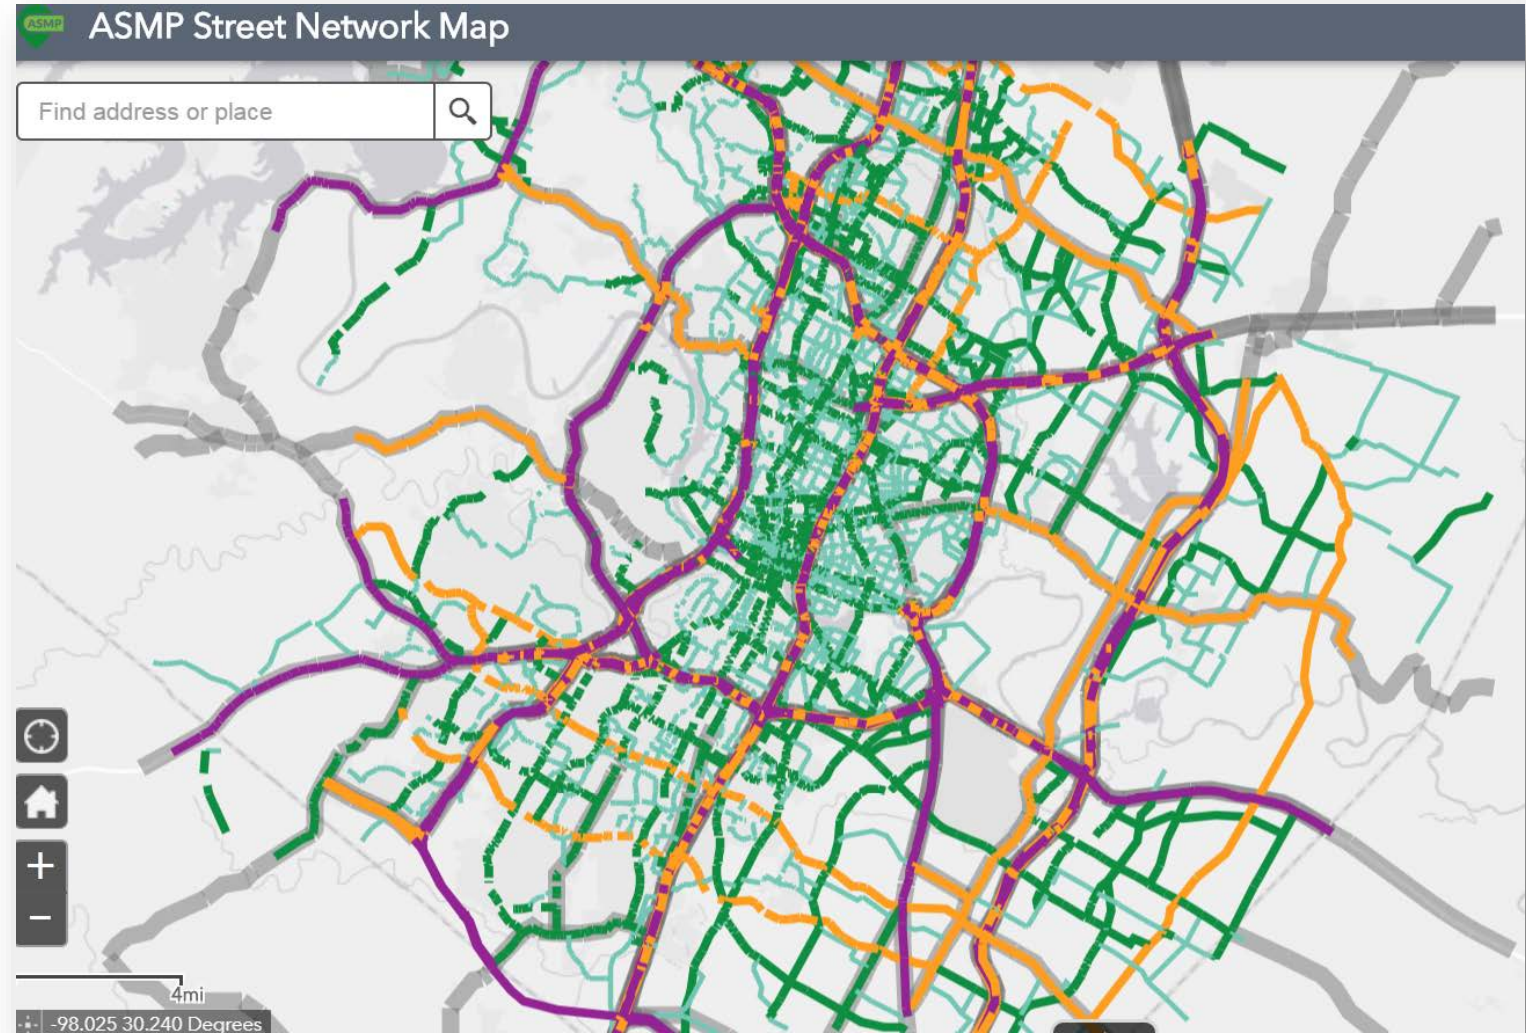 ASMP
ASMP Street Network Map
Find address or place
4mi
-98.025 30.240 Degrees